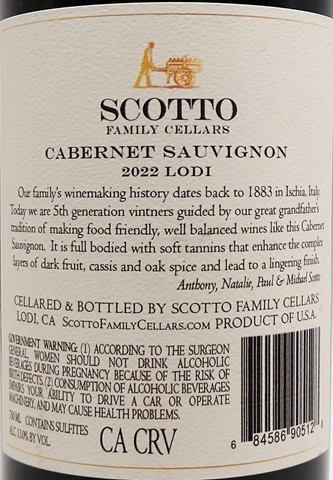 SCOTTO
FAMILY CELLARS
CABERNET SAUVIGNON
2022 LODI
Our family's winemaking history dates back to 1883 in Ischia, Italy.
Today we are 5th generation vintners guided by our great grandfather's
tradition of making food friendly, well balanced wines like this Cabernet
Sauvignon. It is full bodied with soft tannins that enhance the complex
layers of dark fruit, cassis and oak spice and lead to a lingering finish.
Anthony, Natalie, Paul & Michael Scotto
CELLARED & BOTTLED BY SCOTTO FAMILY CELLARS
LODI, CA SCOTTOFAMILYCELLARS.COM PRODUCT OF U.S.A.
GOVERNMENT WARNING: (1) ACCORDING TO THE SURGEON
GENERAL, WOMEN SHOULD NOT DRINK ALCOHOLIC
BEVERAGES DURING PREGNANCY BECAUSE OF THE RISK OF
BIRTH DEFECTS. (2) CONSUMPTION OF ALCOHOLIC BEVERAGES
IMPAIRS YOUR ABILITY TO DRIVE A CAR OR OPERATE
MACHINERY, AND MAY CAUSE HEALTH PROBLEMS.
750 ML CONTAINS SULFITES
ALC. BY VOL.
CA CRV
6 84586 90512 8